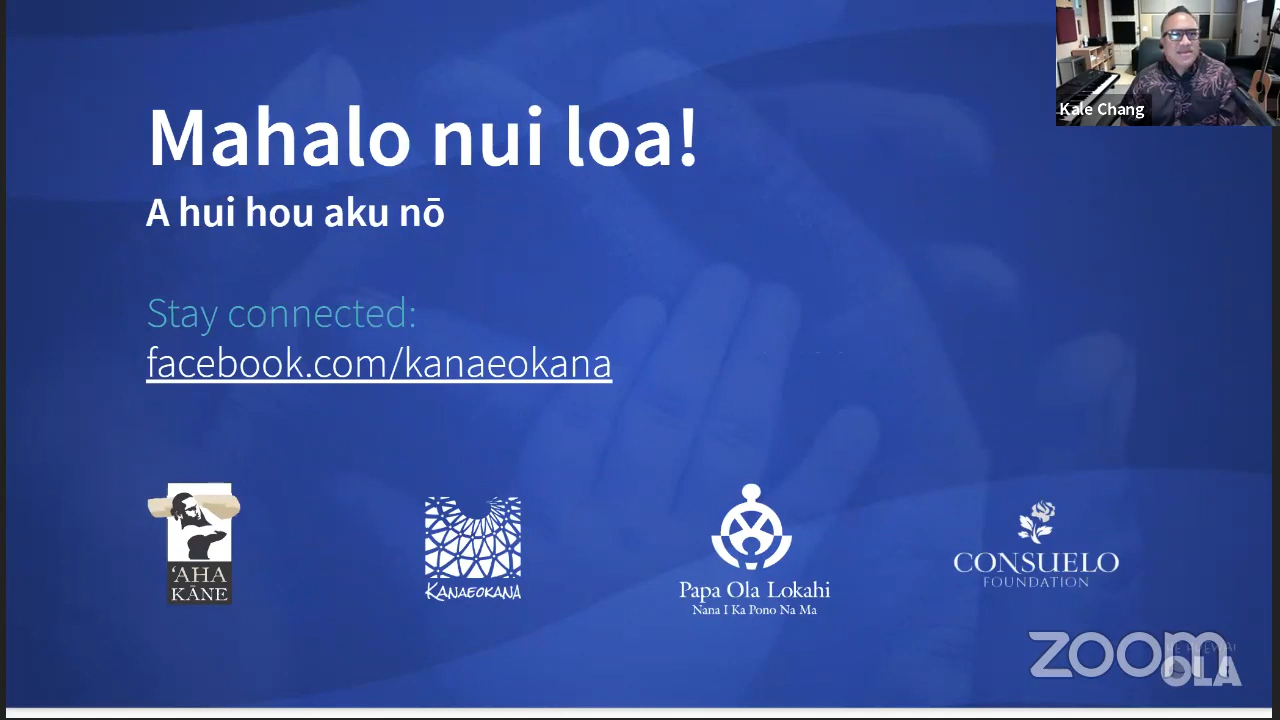 Kale Chang
Mahalo nui loa!
A hui hou aku nō
Stay connected:
facebook.com/kanaeokana
ʻAHA
KĀNE
KANAEOKANA
Papa Ola Lokahi
Nana I Ka Pono Na Ma
CONSUELO
FOUNDATION
zoom
OLA